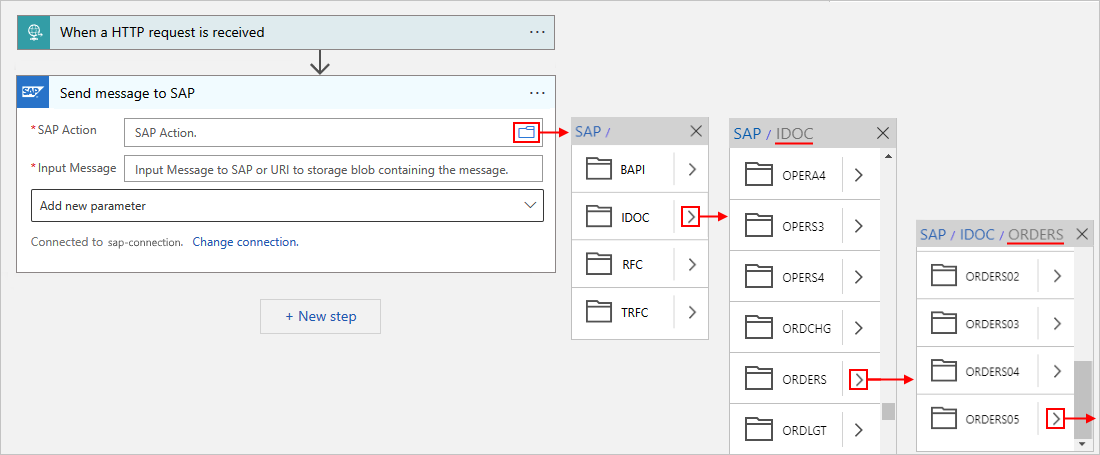 When a HTTP request is received
SAP
Send message to SAP
*SAP Action
SAP Action.
*Input Message
Input Message to SAP or URI to storage blob containing the message.
Add new parameter
Connected to sap-connection. Change connection.
+ New step
SAP /
BAPI
IDOC
RFC
TRFC
SAP / IDOC
OPERA4
OPERS3
OPERS4
ORDCHG
ORDERS
ORDLGT
SAP / IDOC / ORDERS
ORDERS02
ORDERS03
ORDERS04
ORDERS05